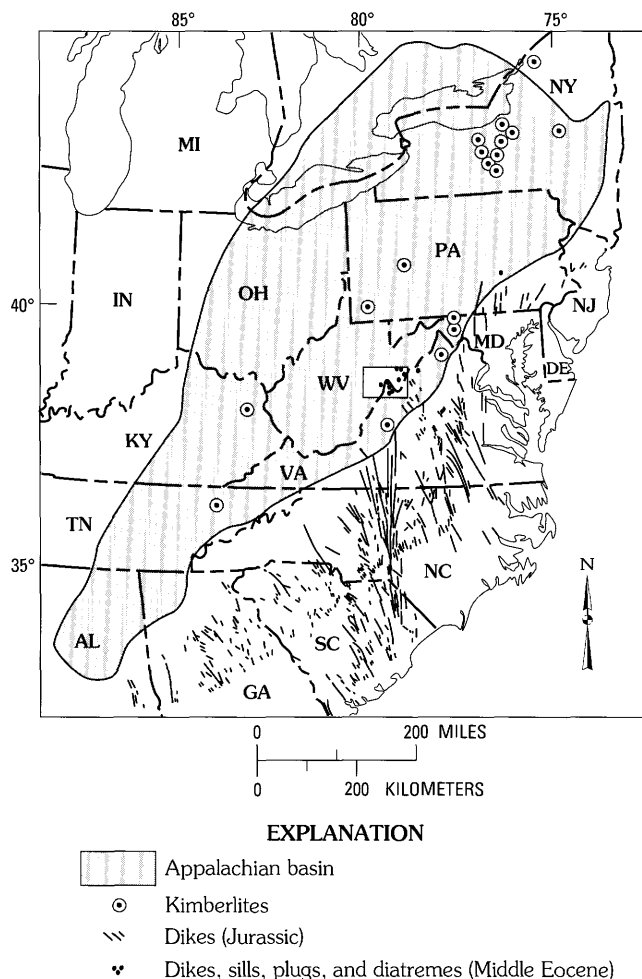 85° 80° 75°
NY
MI
PA
OH
IN
40°
NJ
MD
WV
DE
KY
VA
TN
35°
NC
N
AL
SC
GA
0 200 MILES
0 200 KILOMETERS
EXPLANATION
Appalachian basin
Kimberlites
Dikes (Jurassic)
Dikes, sills, plugs, and diatremes (Middle Eocene)